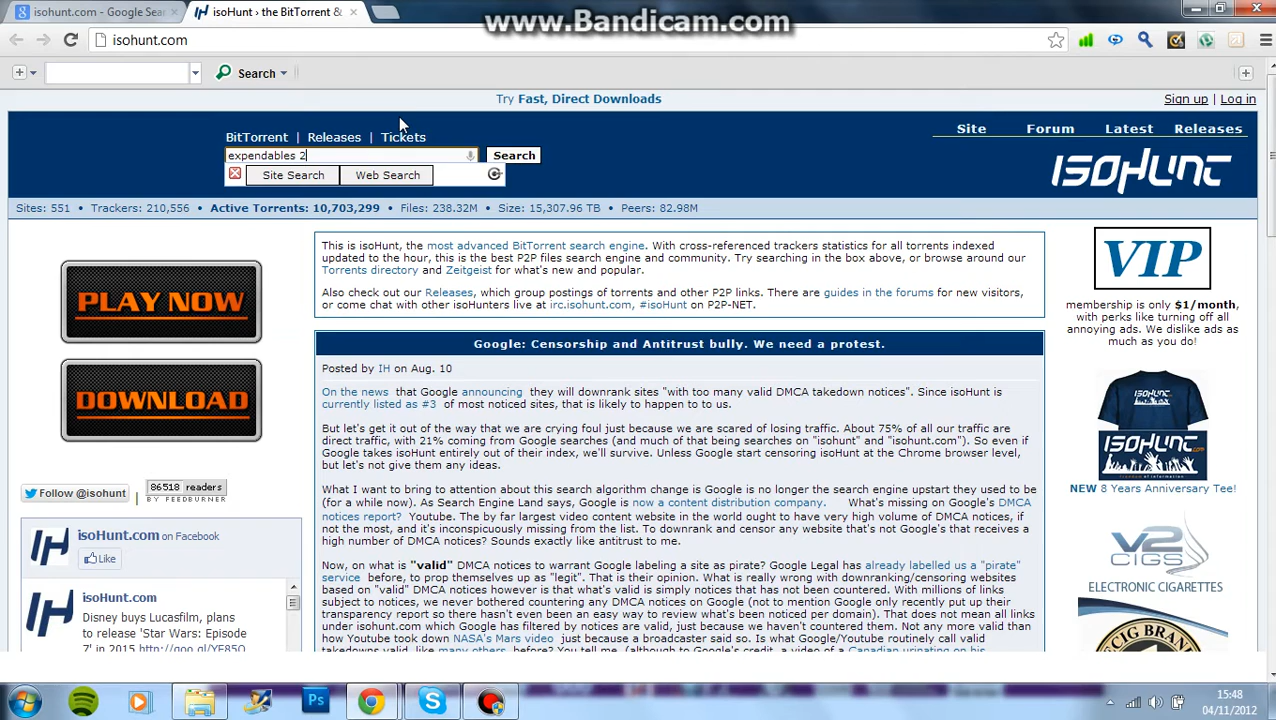 isohunt.com - Google Sear
isoHunt › the BitTorrent &
www.Bandicam.com
isohunt.com
Search
Try Fast, Direct Downloads
Sign up | Log in
BitTorrent | Releases | Tickets
Site Forum Latest Releases
expendables 2
Search
Site Search Web Search
isoHunt
Sites: 551 • Trackers: 210,556 • Active Torrents: 10,703,299 • Files: 238.32M • Size: 15,307.96 TB • Peers: 82.98M
PLAY NOW
DOWNLOAD
Follow @isohunt
86518 readers
BY FEEDBURNER
isoHunt.com on Facebook
Like
isoHunt.com
Disney buys Lucasfilm, plans
to release 'Star Wars: Episode
This is isoHunt, the most advanced BitTorrent search engine. With cross-referenced trackers statistics for all torrents indexed
updated to the hour, this is the best P2P files search engine and community. Try searching in the box above, or browse around our
Torrents directory and Zeitgeist for what's new and popular.
Also check out our Releases, which group postings of torrents and other P2P links. There are guides in the forums for new visitors,
or come chat with other isoHunters live at irc.isohunt.com, #isoHunt on P2P-NET.
Google: Censorship and Antitrust bully. We need a protest.
Posted by IH on Aug. 10
On the news that Google announcing they will downrank sites "with too many valid DMCA takedown notices". Since isoHunt is
currently listed as #3 of most noticed sites, that is likely to happen to to us.
But let's get it out of the way that we are crying foul just because we are scared of losing traffic. About 75% of all our traffic are
direct traffic, with 21% coming from Google searches (and much of that being searches on "isohunt" and "isohunt.com"). So even if
Google takes isoHunt entirely out of their index, we'll survive. Unless Google start censoring isoHunt at the Chrome browser level,
but let's not give them any ideas.
What I want to bring attention about this search algorithm change is Google is no longer the search engine upstart they used to be
(for a while now). As Search Engine Land says, Google is now a content distribution company. What's missing on Google's DMCA
notices report? Youtube. The by far largest video content website in the world ought to have very high volume of DMCA notices, if
not the most, and it's incospicuously missing from the list. To downrank and censor any website that's not Google's that receives a
high number of DMCA notices? Sounds exactly like antitrust to me.
Now, on what is "valid" DMCA notices to warrant Google labeling a site as pirate? Google Legal has already labelled us a "pirate"
service before, to prop themselves up as "legit". That is their opinion. What is really wrong with downranking/censoring websites
based on "valid" DMCA notices however is that what's valid is simply notices that has not been countered. With millions of links
subject to notices, we never bothered countering any DMCA notices on Google (not to mention Google only recently put up their
transparency report so there hasn't even been an easy way to review what's been noticed per domain). That does not mean all links
under isohunt.com which Google has filtered by notices are valid, just because we haven't countered them. Not any more valid than
how Youtube took down NASA's Mars video just because a broadcaster said so. Is what Google/Youtube routinely call valid
takedowns valid, like many others, before? You tell me. (although to Google's credit, a video of a Canadian urinating on his
VIP
membership is only $1/month,
with perks like turning off all
annoying ads. We dislike ads
as much as you do!
isoHunt
NEW 8 Years Anniversary Tee!
v2
CIGS
ELECTRONIC CIGARETTES
CIG BRAND
Ps
15:48
04/11/2012